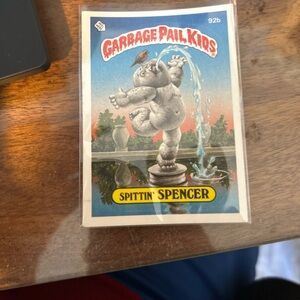 92b
GARBAGE PAIL KIDS
SPITTIN' SPENCER